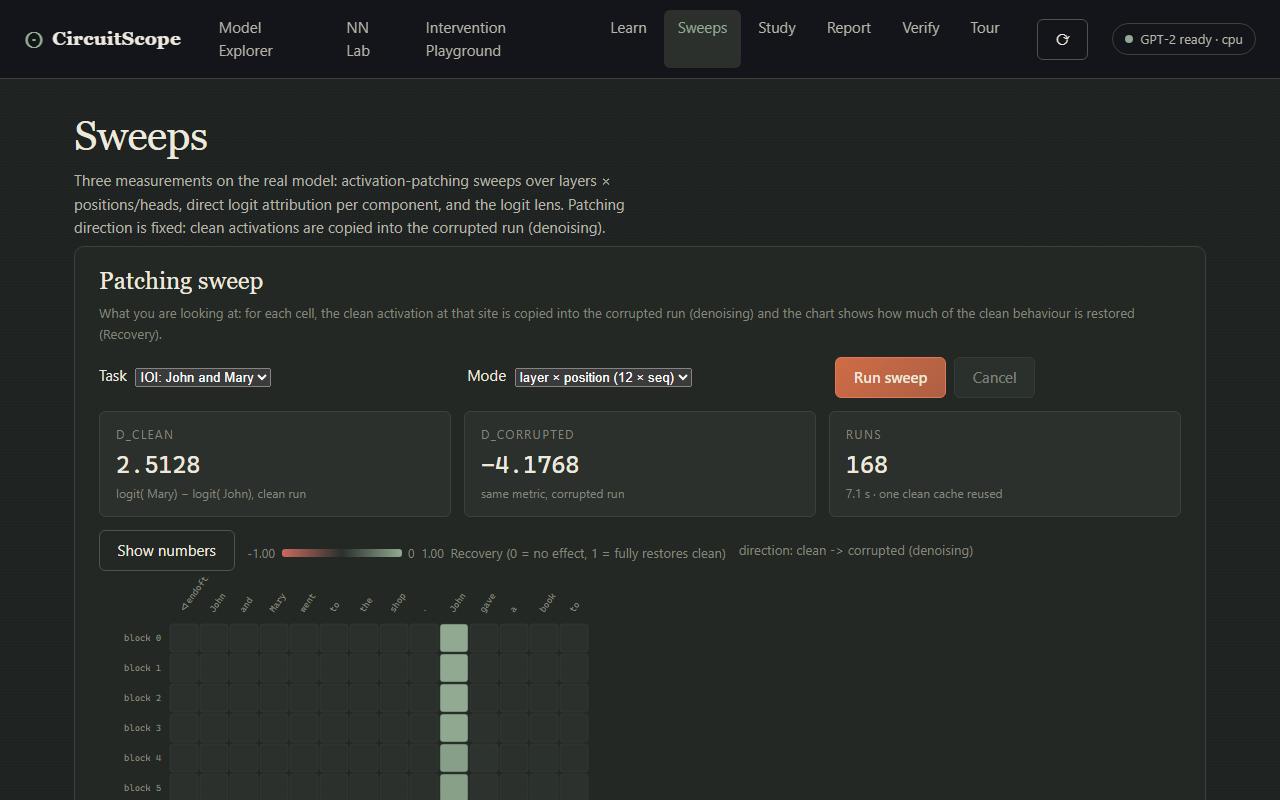 CircuitScope
Model Explorer
NN Lab
Intervention Playground
Learn
Sweeps
Study
Report
Verify
Tour
GPT-2 ready · cpu
Sweeps
Three measurements on the real model: activation-patching sweeps over layers ×
positions/heads, direct logit attribution per component, and the logit lens. Patching
direction is fixed: clean activations are copied into the corrupted run (denoising).
Patching sweep
What you are looking at: for each cell, the clean activation at that site is copied into the corrupted run (denoising) and the chart shows how much of the clean behaviour is restored
(Recovery).
Task IOI: John and Mary
Mode layer × position (12 × seq)
Run sweep
Cancel
D_CLEAN
2.5128
logit( Mary) − logit( John), clean run
D_CORRUPTED
−4.1768
same metric, corrupted run
RUNS
168
7.1 s · one clean cache reused
Show numbers
-1.00 0 1.00 Recovery (0 = no effect, 1 = fully restores clean)
direction: clean -> corrupted (denoising)
<|endoft John and Mary went to the shop . John gave a book to
block 0
block 1
block 2
block 3
block 4
block 5